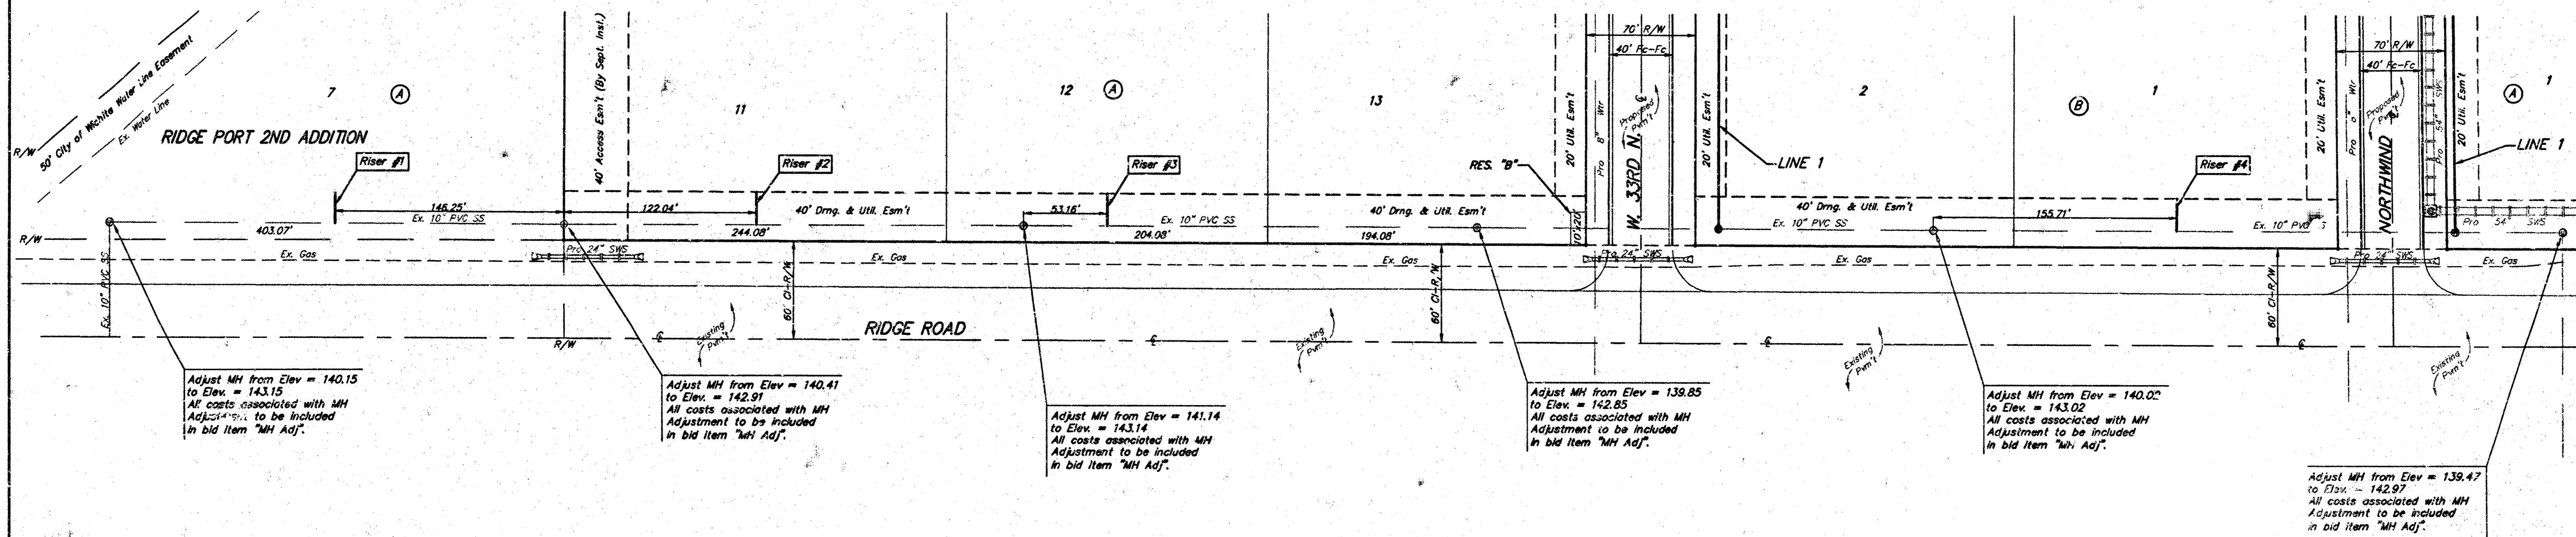 50' City of Wichita Water Line Easement
Ex. Water Line
R/W
7
A
RIDGE PORT 2ND ADDITION
Riser #1
146.25'
Ex. 10" PVC SS
403.07'
R/W
Ex. Gas
Ex. 10" PVC SS
40' Access Esm't (By Sept. Inst.)
11
Riser #2
122.04'
40' Drng. & Util. Esm't
244.08'
Pro. 24" SWS
Ex. Gas
60' Cl-R/W
12
A
Riser #3
53.16'
Ex. 10" PVC SS
204.08'
13
40' Drng. & Util. Esm't
194.08'
Ex. Gas
60' Cl-R/W
RES. "B"
10'x20'
20' Util. Esm't
Pro 8" Wtr
70' R/W
40' Fc-Fc
Proposed
Pvm't
W. 33RD N.
Pro. 24" SWS
20' Util. Esm't
LINE 1
2
B
1
40' Drng. & Util. Esm't
Ex. 10" PVC SS
155.71'
Riser #4
Ex. 10" PVC
Ex. Gas
60' Cl-R/W
20' Util. Esm't
Pro Wtr
70' R/W
40' Fc-Fc
Proposed
Pvm't
NORTHWIND
Pro 54" SWS
20' Util. Esm't
Pro 54" SWS
Pro 24" SWS
A
1
LINE 1
Ex. Gas
R/W
RIDGE ROAD
Existing
Pvm't
Existing
Pvm't
Existing
Pvm't
Existing
Pvm't
Adjust MH from Elev = 140.15
to Elev. = 143.15
All costs associated with MH
Adjustment to be included
in bid item "MH Adj".
Adjust MH from Elev = 140.41
to Elev. = 142.91
All costs associated with MH
Adjustment to be included
in bid item "MH Adj".
Adjust MH from Elev = 141.14
to Elev. = 143.14
All costs associated with MH
Adjustment to be included
in bid item "MH Adj".
Adjust MH from Elev = 139.85
to Elev. = 142.85
All costs associated with MH
Adjustment to be included
in bid item "MH Adj".
Adjust MH from Elev = 140.02
to Elev. = 143.02
All costs associated with MH
Adjustment to be included
in bid item "MH Adj".
Adjust MH from Elev = 139.47
to Elev. = 142.97
All costs associated with MH
Adjustment to be included
in bid item "MH Adj".